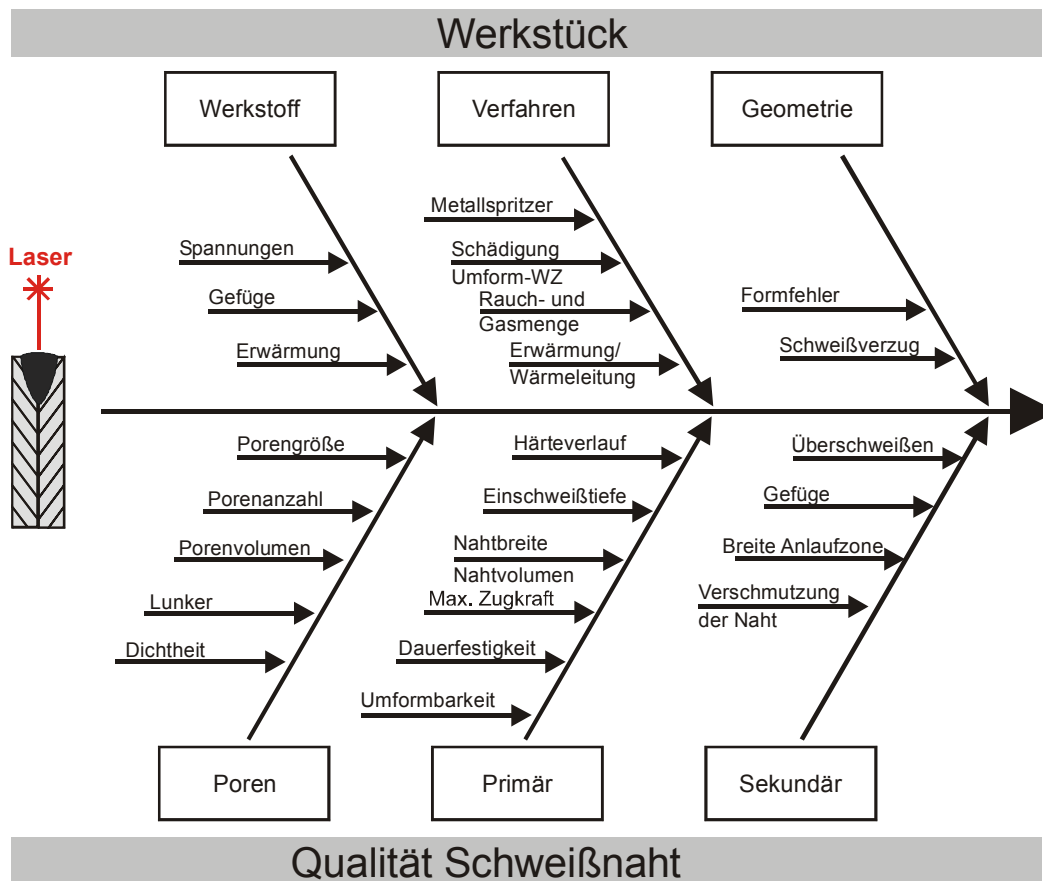 Werkstück
Werkstoff
Verfahren
Geometrie
Metallspritzer
Spannungen
Schädigung
Umform-WZ
Laser
Gefüge
Rauch- und
Gasmenge
Formfehler
Erwärmung
Erwärmung/
Wärmeleitung
Schweißverzug
Porengröße
Härteverlauf
Überschweißen
Porenanzahl
Einschweißtiefe
Gefüge
Porenvolumen
Nahtbreite
Nahtvolumen
Breite Anlaufzone
Lunker
Max. Zugkraft
Verschmutzung
der Naht
Dichtheit
Dauerfestigkeit
Umformbarkeit
Poren
Primär
Sekundär
Qualität Schweißnaht